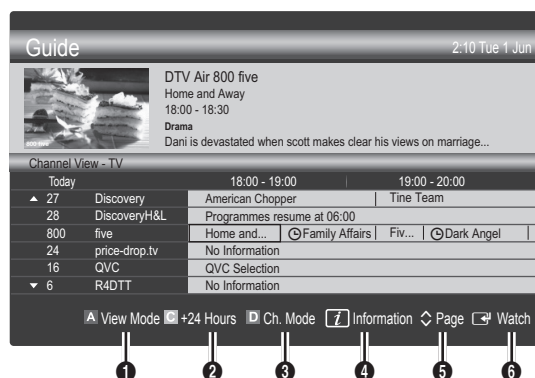 Guide 2:10 Tue 1 Jun
DTV Air 800 five
Home and Away
18:00 - 18:30
Drama
Dani is devastated when scott makes clear his views on marriage...
800 five
Channel View - TV
Today 18:00 - 19:00 19:00 - 20:00
▲ 27 Discovery American Chopper Tine Team
28 DiscoveryH&L Programmes resume at 06:00
800 five Home and... Family Affairs Fiv... Dark Angel
24 price-drop.tv No Information
16 QVC QVC Selection
▼ 6 R4DTT No Information
A View Mode C +24 Hours D Ch. Mode i Information Page Watch
1 2 3 4 5 6